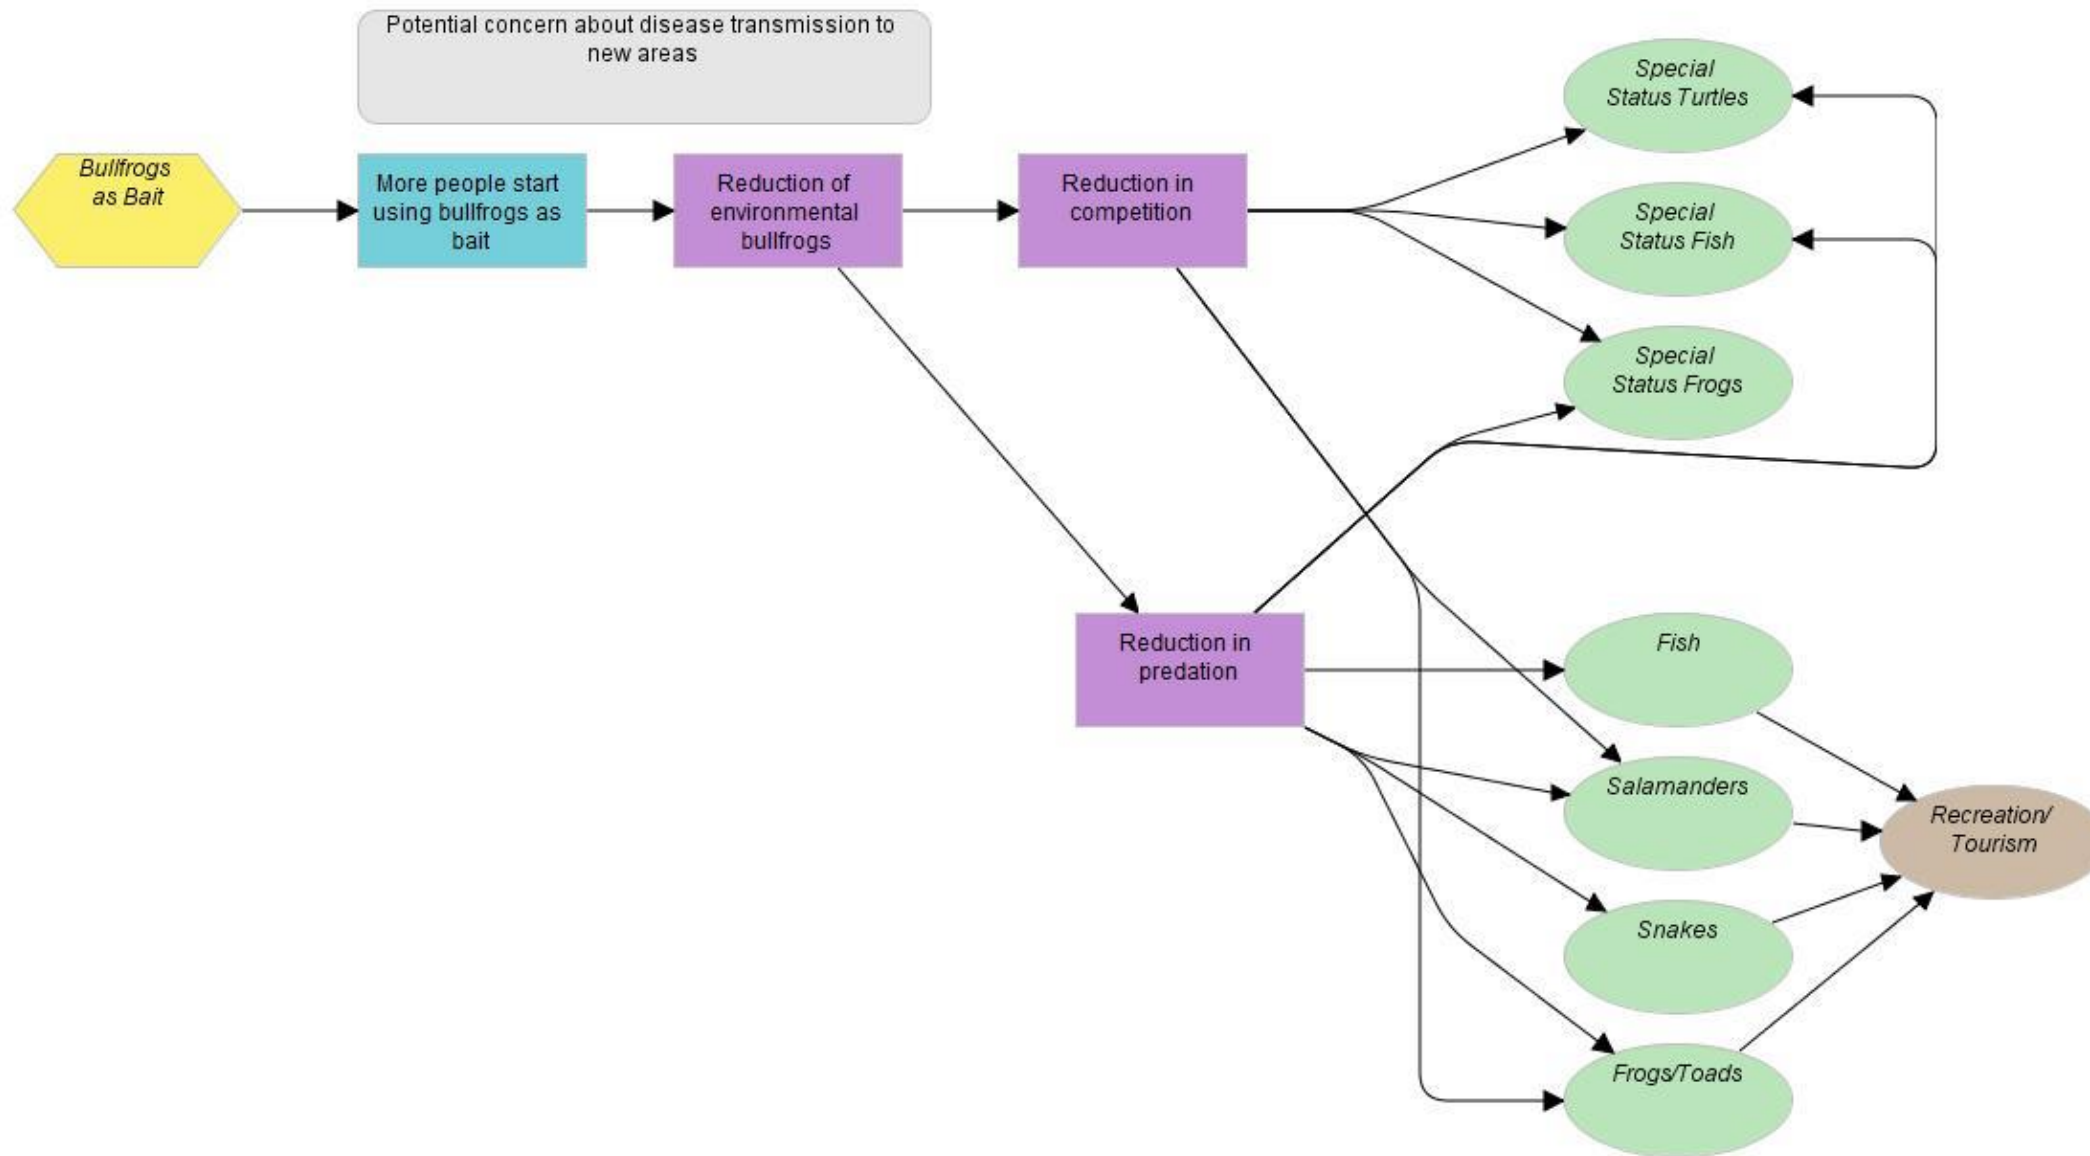 Potential concern about disease transmission to
new areas
Bullfrogs
as Bait
More people start
using bullfrogs as
bait
Reduction of
environmental
bullfrogs
Reduction in
competition
Special
Status Turtles
Special
Status Fish
Special
Status Frogs
Reduction in
predation
Fish
Salamanders
Snakes
Frogs/Toads
Recreation/
Tourism